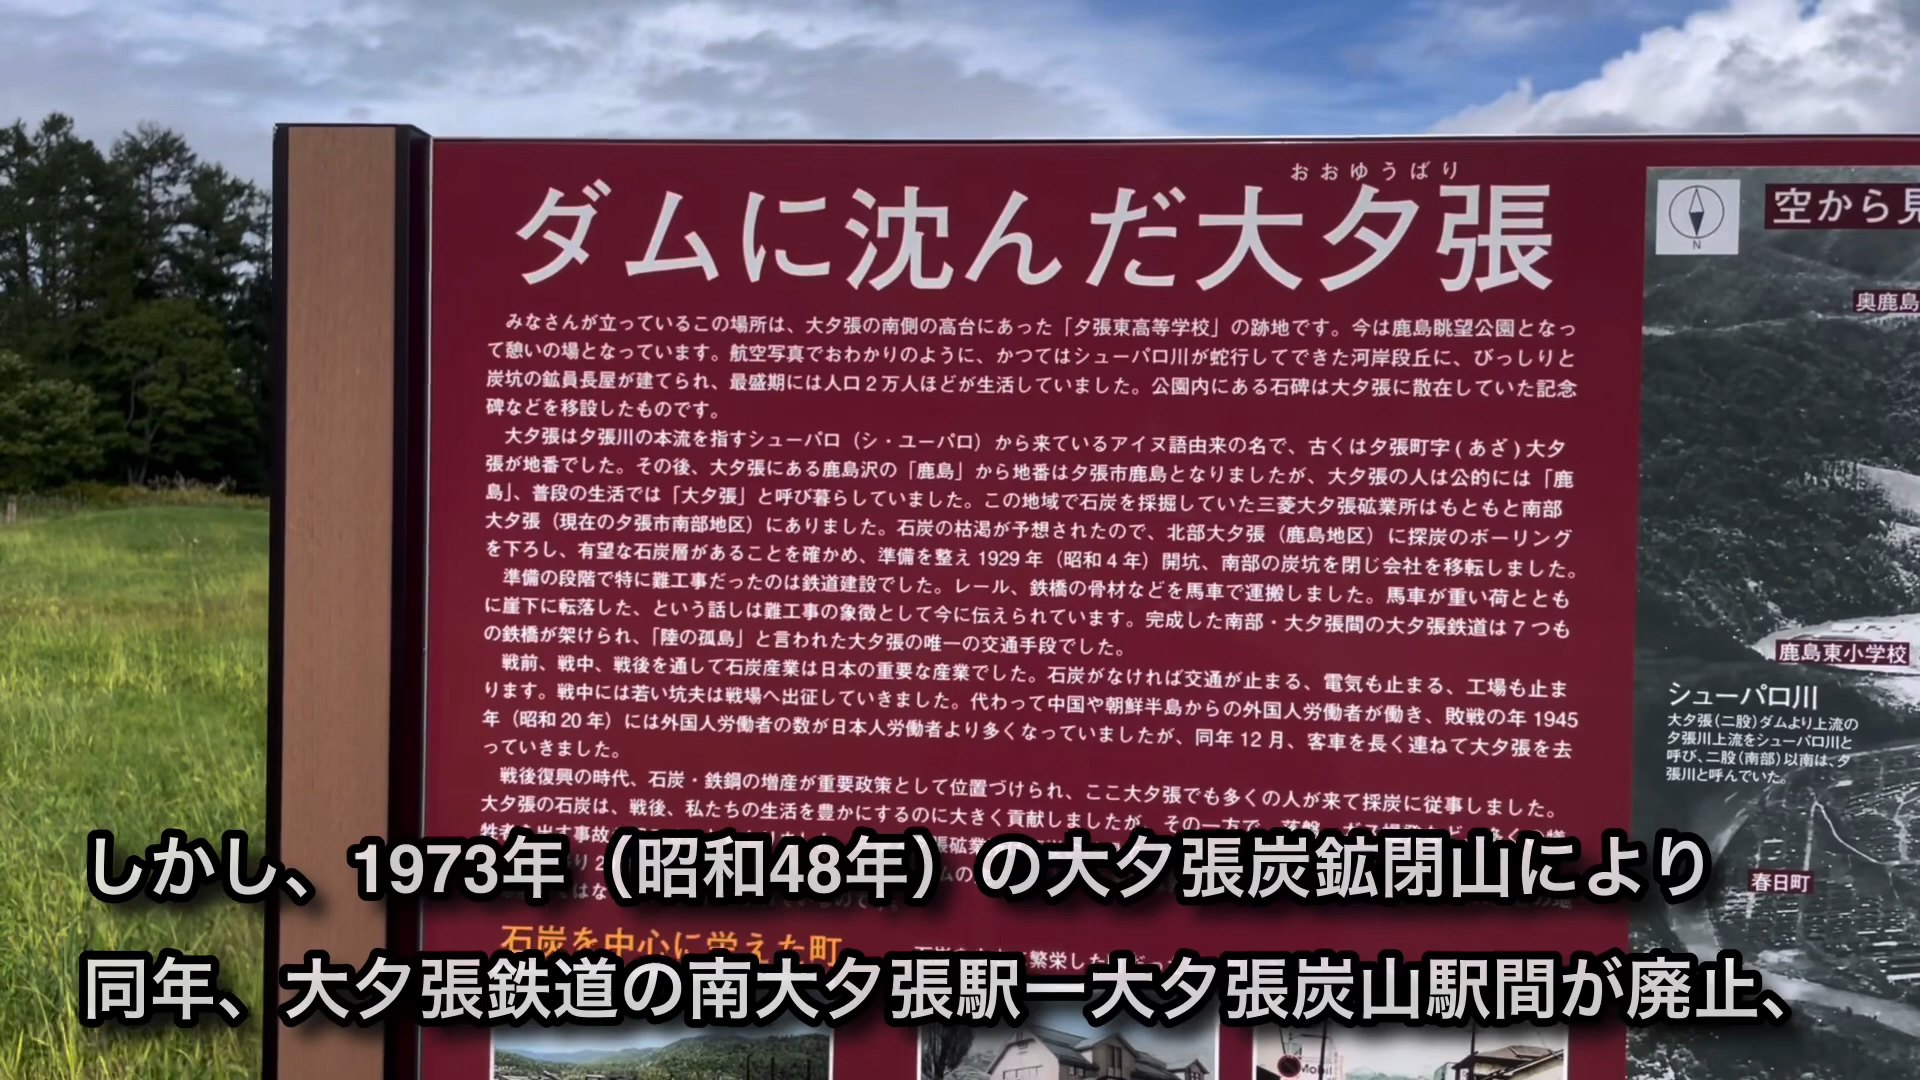 おおゆうばり
ダムに沈んだ大夕張
みなさんが立っているこの場所は、大夕張の南側の高台にあった「夕張東高等学校」の跡地です。今は鹿島眺望公園となっ
て憩いの場となっています。航空写真でおわかりのように、かつてはシューパロ川が蛇行してできた河岸段丘に、びっしりと
炭坑の鉱員長屋が建てられ、最盛期には人口2万人ほどが生活していました。公園内にある石碑は大夕張に散在していた記念
碑などを移設したものです。
大夕張は夕張川の本流を指すシューパロ（シ・ユーパロ）から来ているアイヌ語由来の名で、古くは夕張町字(あざ)大夕
張が地番でした。その後、大夕張にある鹿島沢の「鹿島」から地番は夕張市鹿島となりましたが、大夕張の人は公的には「鹿
島」、普段の生活では「大夕張」と呼び暮らしていました。この地域で石炭を採掘していた三菱大夕張砿業所はもともと南部
大夕張（現在の夕張市南部地区）にありました。石炭の枯渇が予想されたので、北部大夕張（鹿島地区）に探炭のボーリング
を下ろし、有望な石炭層があることを確かめ、準備を整え1929年（昭和4年）開坑、南部の炭坑を閉じ会社を移転しました。
準備の段階で特に難工事だったのは鉄道建設でした。レール、鉄橋の骨材などを馬車で運搬しました。馬車が重い荷ととも
に崖下に転落した、という話しは難工事の象徴として今に伝えられています。完成した南部・大夕張間の大夕張鉄道は7つも
の鉄橋が架けられ、「陸の孤島」と言われた大夕張の唯一の交通手段でした。
戦前、戦中、戦後を通して石炭産業は日本の重要な産業でした。石炭がなければ交通が止まる、電気も止まる、工場も止ま
ります。戦中には若い坑夫は戦場へ出征していきました。代わって中国や朝鮮半島からの外国人労働者が働き、敗戦の年1945
年（昭和20年）には外国人労働者の数が日本人労働者より多くなっていましたが、同年12月、客車を長く連ねて大夕張を去
っていきました。
戦後復興の時代、石炭・鉄鋼の増産が重要政策として位置づけられ、ここ大夕張でも多くの人が来て採炭に従事しました。
大夕張の石炭は、戦後、私たちの生活を豊かにするのに大きく貢献しましたが、その一方で、
しかし、1973年（昭和48年）の大夕張炭鉱閉山により
石炭を中心に栄えた町
同年、大夕張鉄道の南大夕張駅ー大夕張炭山駅間が廃止、
N
空から
奥鹿島
鹿島東小学校
シューパロ川
大夕張（二股）ダムより上流の
夕張川上流をシューパロ川と
呼び、二股（南部）以南は、夕
張川と呼んでいた。
春日町
Mobil